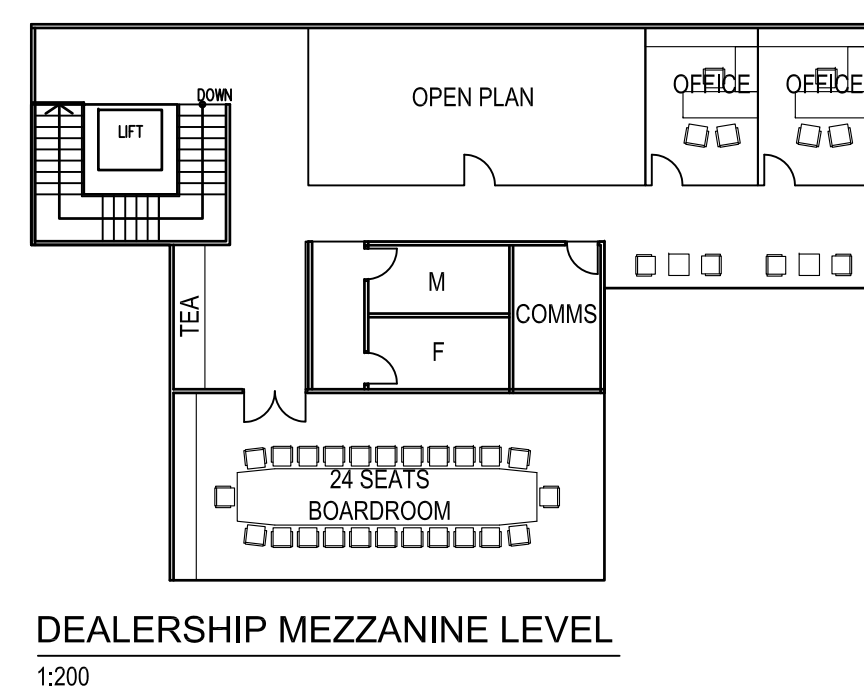 OPEN PLAN
OFFICE
OFFICE
DOWN
LIFT
TEA
M
F
COMMS
24 SEATS
BOARDROOM
DEALERSHIP MEZZANINE LEVEL
1:200